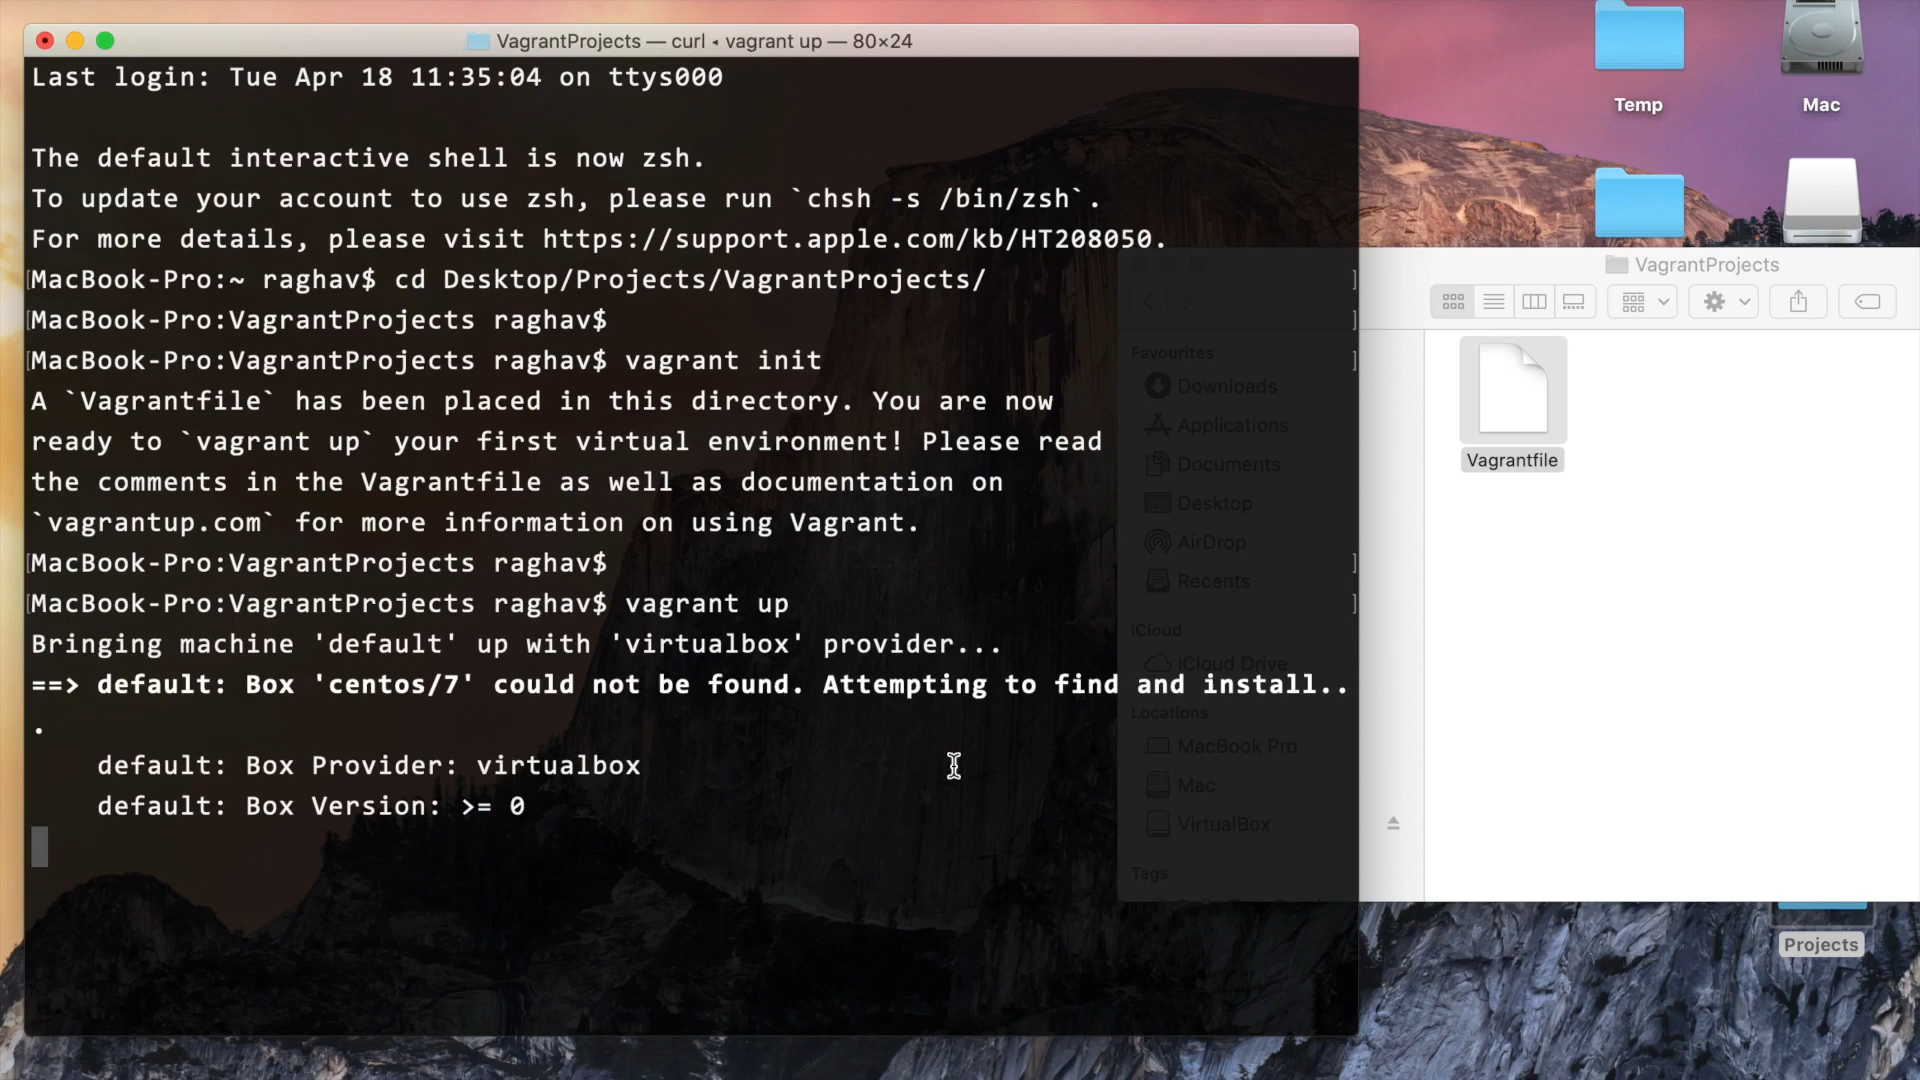 VagrantProjects — curl ◂ vagrant up — 80×24
Last login: Tue Apr 18 11:35:04 on ttys000
The default interactive shell is now zsh.
To update your account to use zsh, please run `chsh -s /bin/zsh`.
For more details, please visit https://support.apple.com/kb/HT208050.
[MacBook-Pro:~ raghav$ cd Desktop/Projects/VagrantProjects/ ]
[MacBook-Pro:VagrantProjects raghav$ ]
[MacBook-Pro:VagrantProjects raghav$ vagrant init ]
A `Vagrantfile` has been placed in this directory. You are now
ready to `vagrant up` your first virtual environment! Please read
the comments in the Vagrantfile as well as documentation on
`vagrantup.com` for more information on using Vagrant.
[MacBook-Pro:VagrantProjects raghav$ ]
[MacBook-Pro:VagrantProjects raghav$ vagrant up ]
Bringing machine 'default' up with 'virtualbox' provider...
==> default: Box 'centos/7' could not be found. Attempting to find and install..
.
default: Box Provider: virtualbox
default: Box Version: >= 0
Temp
Mac
VagrantProjects
Favourites
Downloads
Applications
Documents
Desktop
AirDrop
Recents
iCloud
iCloud Drive
Locations
MacBook Pro
Mac
VirtualBox
Tags
Vagrantfile
Projects